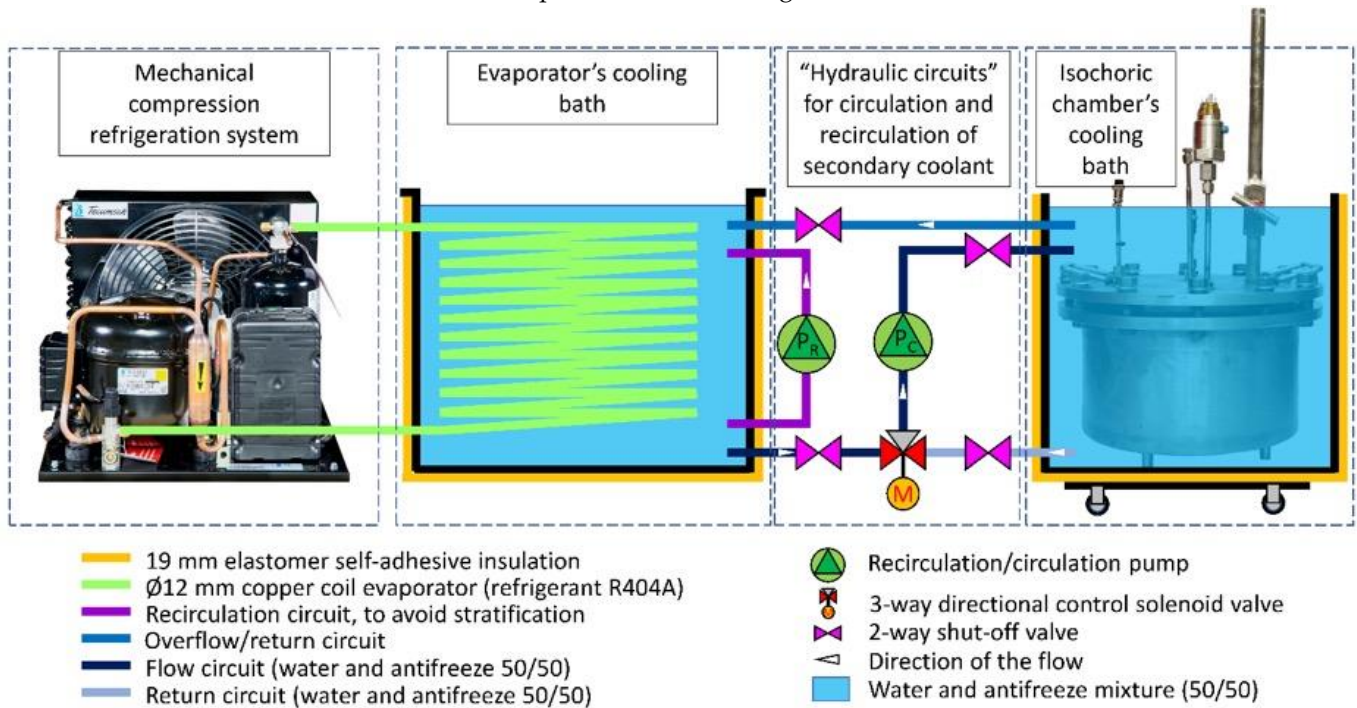 Mechanical
compression
refrigeration system
Evaporator's cooling
bath
"Hydraulic circuits"
for circulation and
recirculation of
secondary coolant
Isochoric
chamber's
cooling
bath
Tecumseh
P_R
P_C
M
19 mm elastomer self-adhesive insulation
Ø12 mm copper coil evaporator (refrigerant R404A)
Recirculation circuit, to avoid stratification
Overflow/return circuit
Flow circuit (water and antifreeze 50/50)
Return circuit (water and antifreeze 50/50)
Recirculation/circulation pump
M
3-way directional control solenoid valve
2-way shut-off valve
Direction of the flow
Water and antifreeze mixture (50/50)